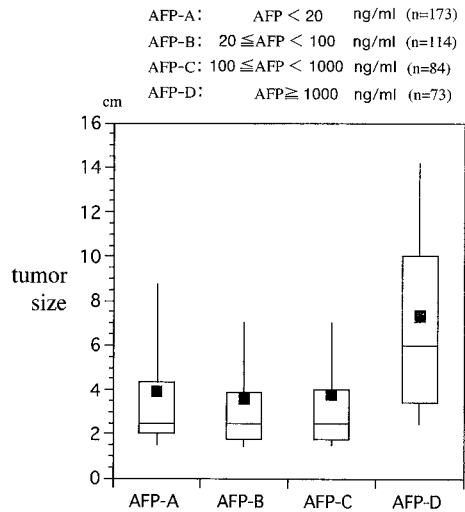 AFP-A: AFP < 20 ng/ml (n=173)
AFP-B: 20 ≦AFP < 100 ng/ml (n=114)
AFP-C: 100 ≦AFP < 1000 ng/ml (n=84)
AFP-D: AFP≧ 1000 ng/ml (n=73)
cm
16
14
12
10
8
6
4
2
0
tumor
size
AFP-A AFP-B AFP-C AFP-D